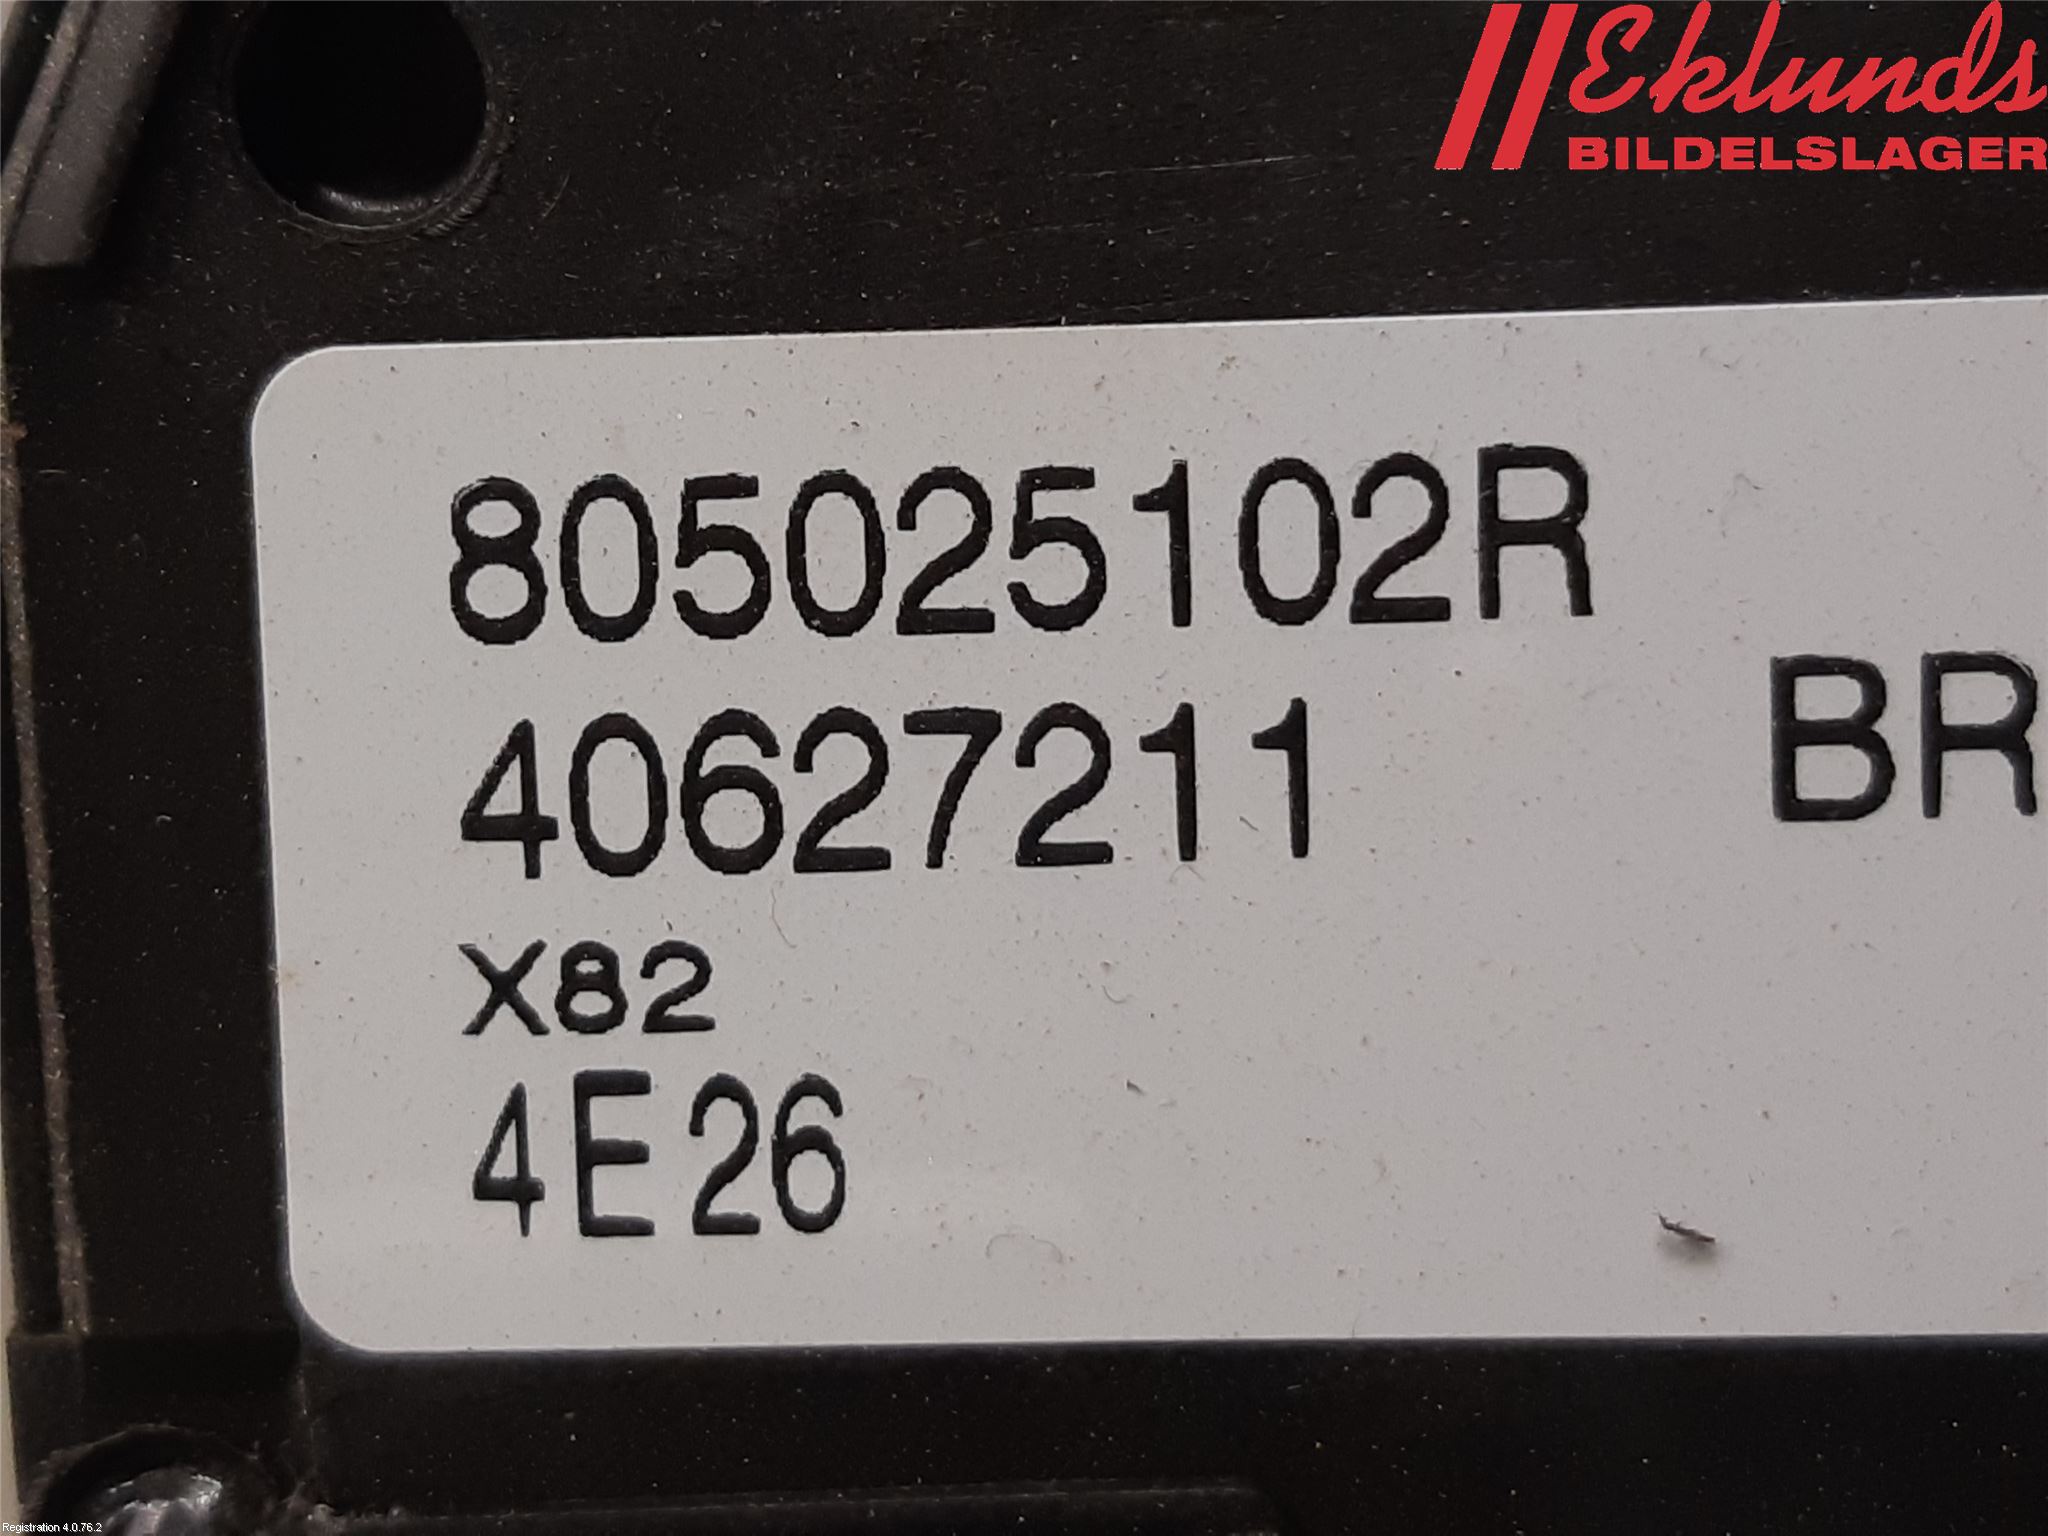 Eklunds
BILDELSLAGER
805025102R
40627211 BR
X82
4E26
Registration 4.0.76.2